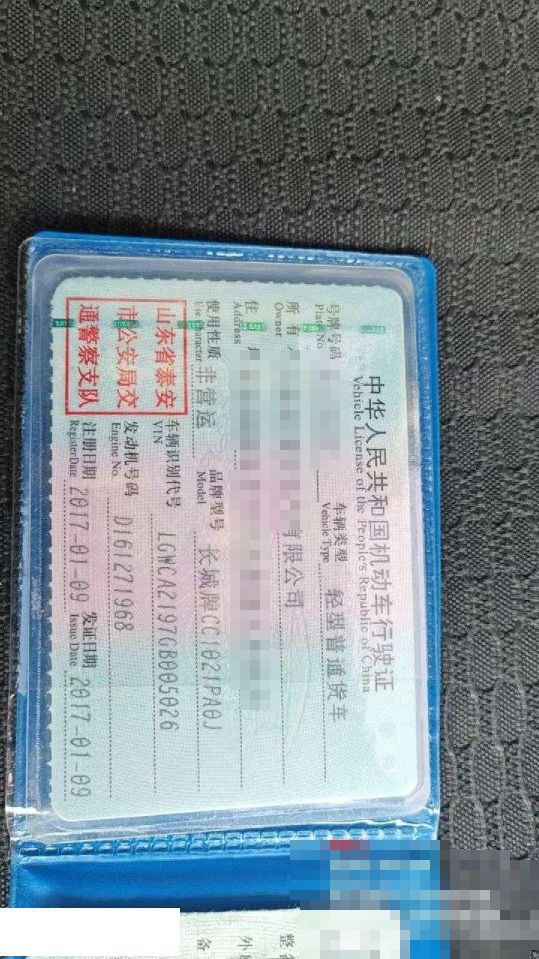 中华人民共和国机动车行驶证
Vehicle License of the People's Republic of China
号牌号码
Plate No.
车辆类型 轻型普通货车
Vehicle Type
所有人
Owner
有限公司
住
Address
使用性质 非营运
Use Character
品牌型号 长城牌CC1021PA0J
Model
山东省泰安
市公安局交
通警察支队
车辆识别代号 LGWCA2197GB005026
VIN
发动机号码 D161271968
Engine No.
注册日期 2017-01-09
Register Date
发证日期 2017-01-09
Issue Date
整备
外